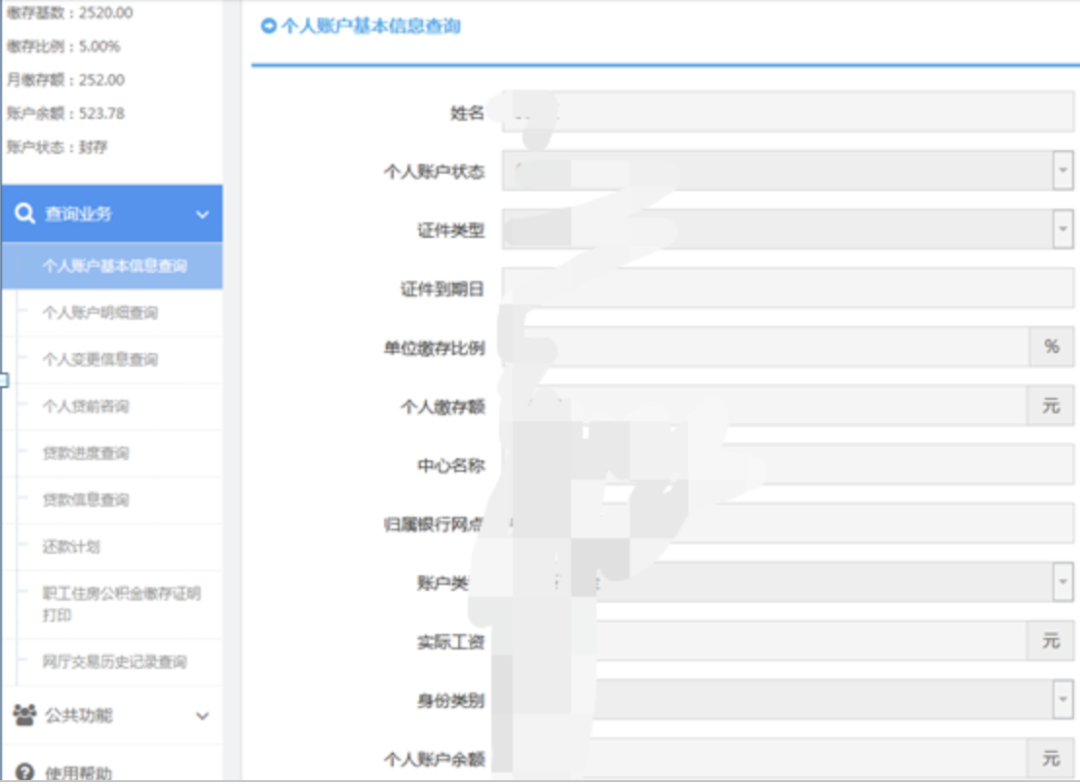 缴存基数：2520.00
缴存比例：5.00%
月缴存额：252.00
账户余额：523.78
账户状态：封存
查询业务
个人账户基本信息查询
个人账户明细查询
个人变更信息查询
个人贷前咨询
贷款进度查询
贷款信息查询
还款计划
职工住房公积金缴存证明
打印
网厅交易历史记录查询
公共功能
使用帮助
个人账户基本信息查询
姓名
个人账户状态
证件类型
证件到期日
单位缴存比例 %
个人缴存额 元
中心名称
归属银行网点
账户类
实际工资 元
身份类别
个人账户余额 元